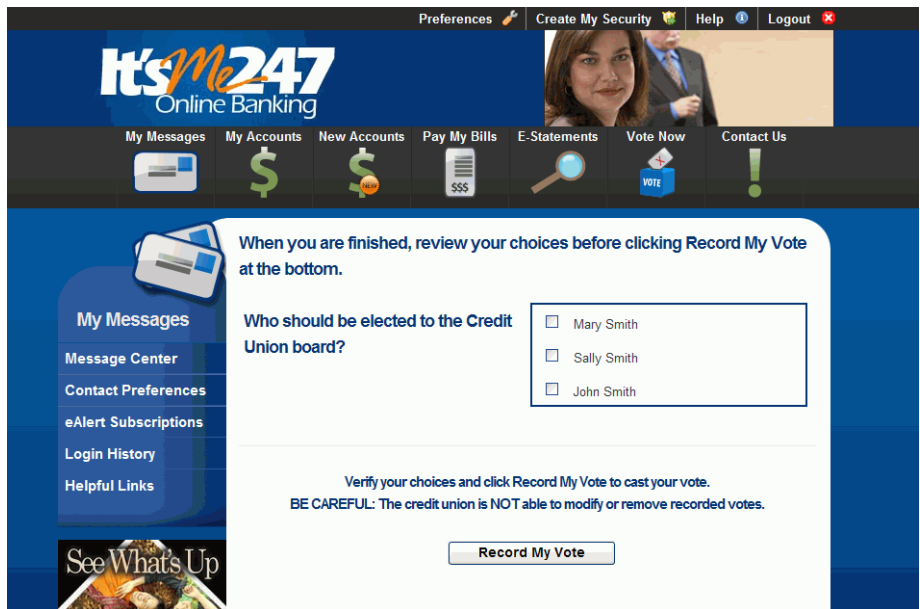 Preferences Create My Security Help Logout
It'sMe247
Online Banking
My Messages My Accounts New Accounts Pay My Bills E-Statements Vote Now Contact Us
$ $ NEW $$$ VOTE
When you are finished, review your choices before clicking Record My Vote
at the bottom.
My Messages
Message Center
Contact Preferences
eAlert Subscriptions
Login History
Helpful Links
See What's Up
Who should be elected to the Credit
Union board?
Mary Smith
Sally Smith
John Smith
Verify your choices and click Record My Vote to cast your vote.
BE CAREFUL: The credit union is NOT able to modify or remove recorded votes.
Record My Vote